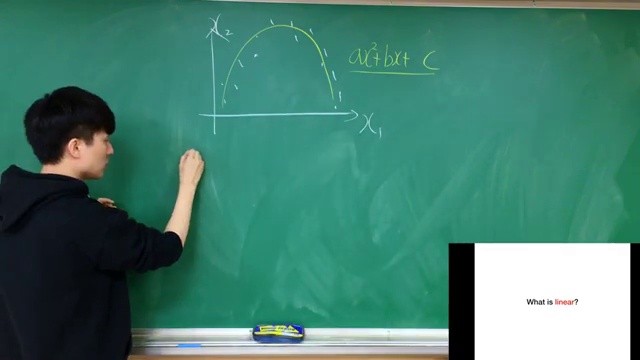 x₂
ax²+bx+ c
x₁
What is linear?